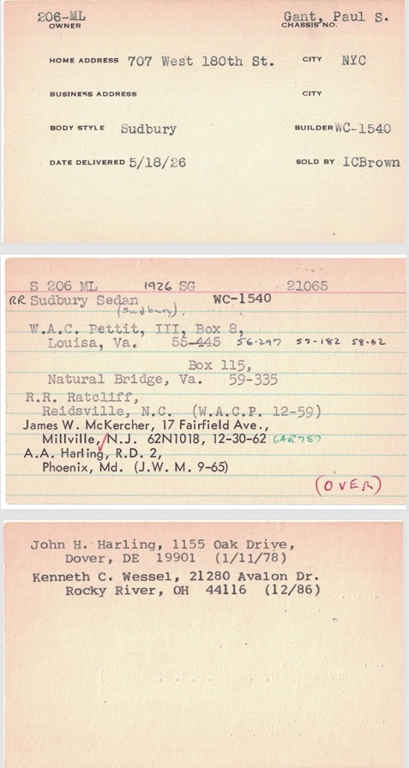 206-ML Gant, Paul S.
OWNER CHASSIS NO.
HOME ADDRESS 707 West 180th St. CITY NYC
BUSINESS ADDRESS CITY
BODY STYLE Sudbury BUILDER WC-1540
DATE DELIVERED 5/18/26 SOLD BY ICBrown
S 206 ML 1926 SG 21065
RR Sudbury Sedan WC-1540
(Sudbury).
W.A.C. Pettit, III, Box 8,
Louisa, Va. 55-445 56-297 57-182 58-62
Box 115,
Natural Bridge, Va. 59-335
R.R. Ratcliff,
Reidsville, N.C. (W.A.C.P. 12-59)
James W. McKercher, 17 Fairfield Ave.,
Millville, N.J. 62N1018, 12-30-62 64R787
A.A. Harling, R.D. 2,
Phoenix, Md. (J.W.M. 9-65)
(OVER)
John H. Harling, 1155 Oak Drive,
Dover, DE 19901 (1/11/78)
Kenneth C. Wessel, 21280 Avalon Dr.
Rocky River, OH 44116 (12/86)